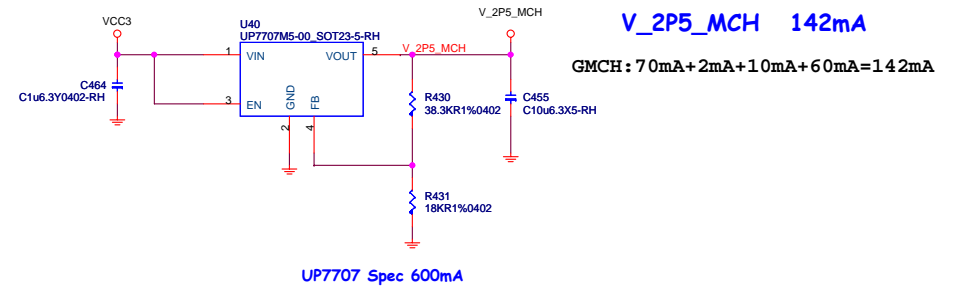 V_2P5_MCH 142mA
GMCH:70mA+2mA+10mA+60mA=142mA
VCC3
V_2P5_MCH
U40
UP7707M5-00_SOT23-5-RH
1
VIN
VOUT
5
V_2P5_MCH
3
EN
GND
FB
2
4
C464
C1u6.3Y0402-RH
R430
38.3KR1%0402
C455
C10u6.3X5-RH
R431
18KR1%0402
UP7707 Spec 600mA